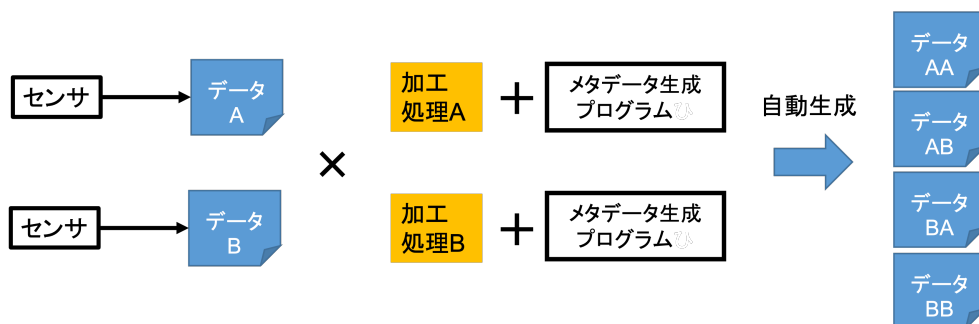 センサ
データ
A
加工
処理A
+
メタデータ生成
プログラムひ
自動生成
×
センサ
データ
B
加工
処理B
+
メタデータ生成
プログラムひ
データ
AA
データ
AB
データ
BA
データ
BB